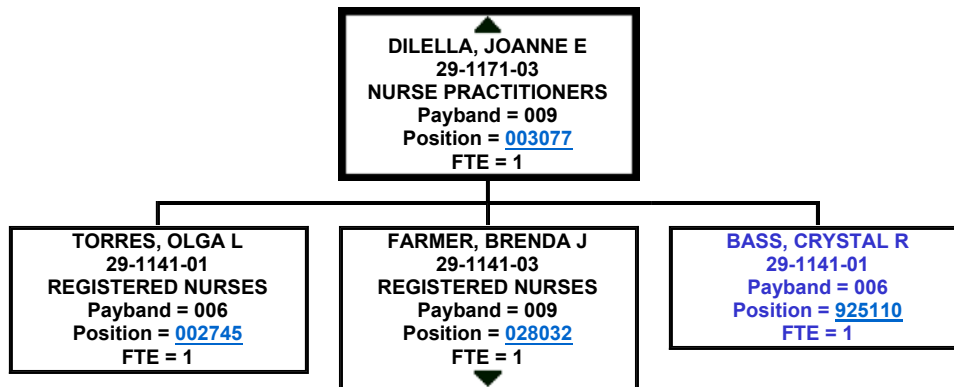 DILELLA, JOANNE E
29-1171-03
NURSE PRACTITIONERS
Payband = 009
Position = 003077
FTE = 1
TORRES, OLGA L
29-1141-01
REGISTERED NURSES
Payband = 006
Position = 002745
FTE = 1
FARMER, BRENDA J
29-1141-03
REGISTERED NURSES
Payband = 009
Position = 028032
FTE = 1
BASS, CRYSTAL R
29-1141-01
Payband = 006
Position = 925110
FTE = 1